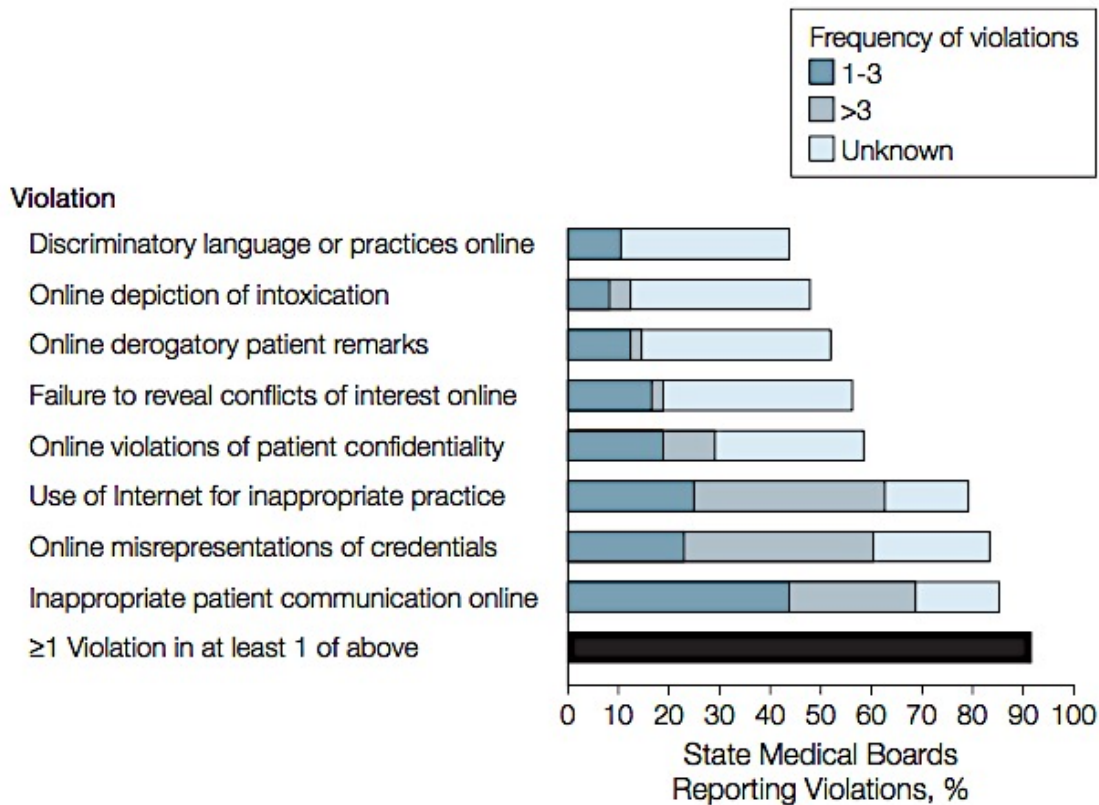 Frequency of violations
1-3
>3
Unknown
Violation
Discriminatory language or practices online
Online depiction of intoxication
Online derogatory patient remarks
Failure to reveal conflicts of interest online
Online violations of patient confidentiality
Use of Internet for inappropriate practice
Online misrepresentations of credentials
Inappropriate patient communication online
≥1 Violation in at least 1 of above
0 10 20 30 40 50 60 70 80 90 100
State Medical Boards
Reporting Violations, %